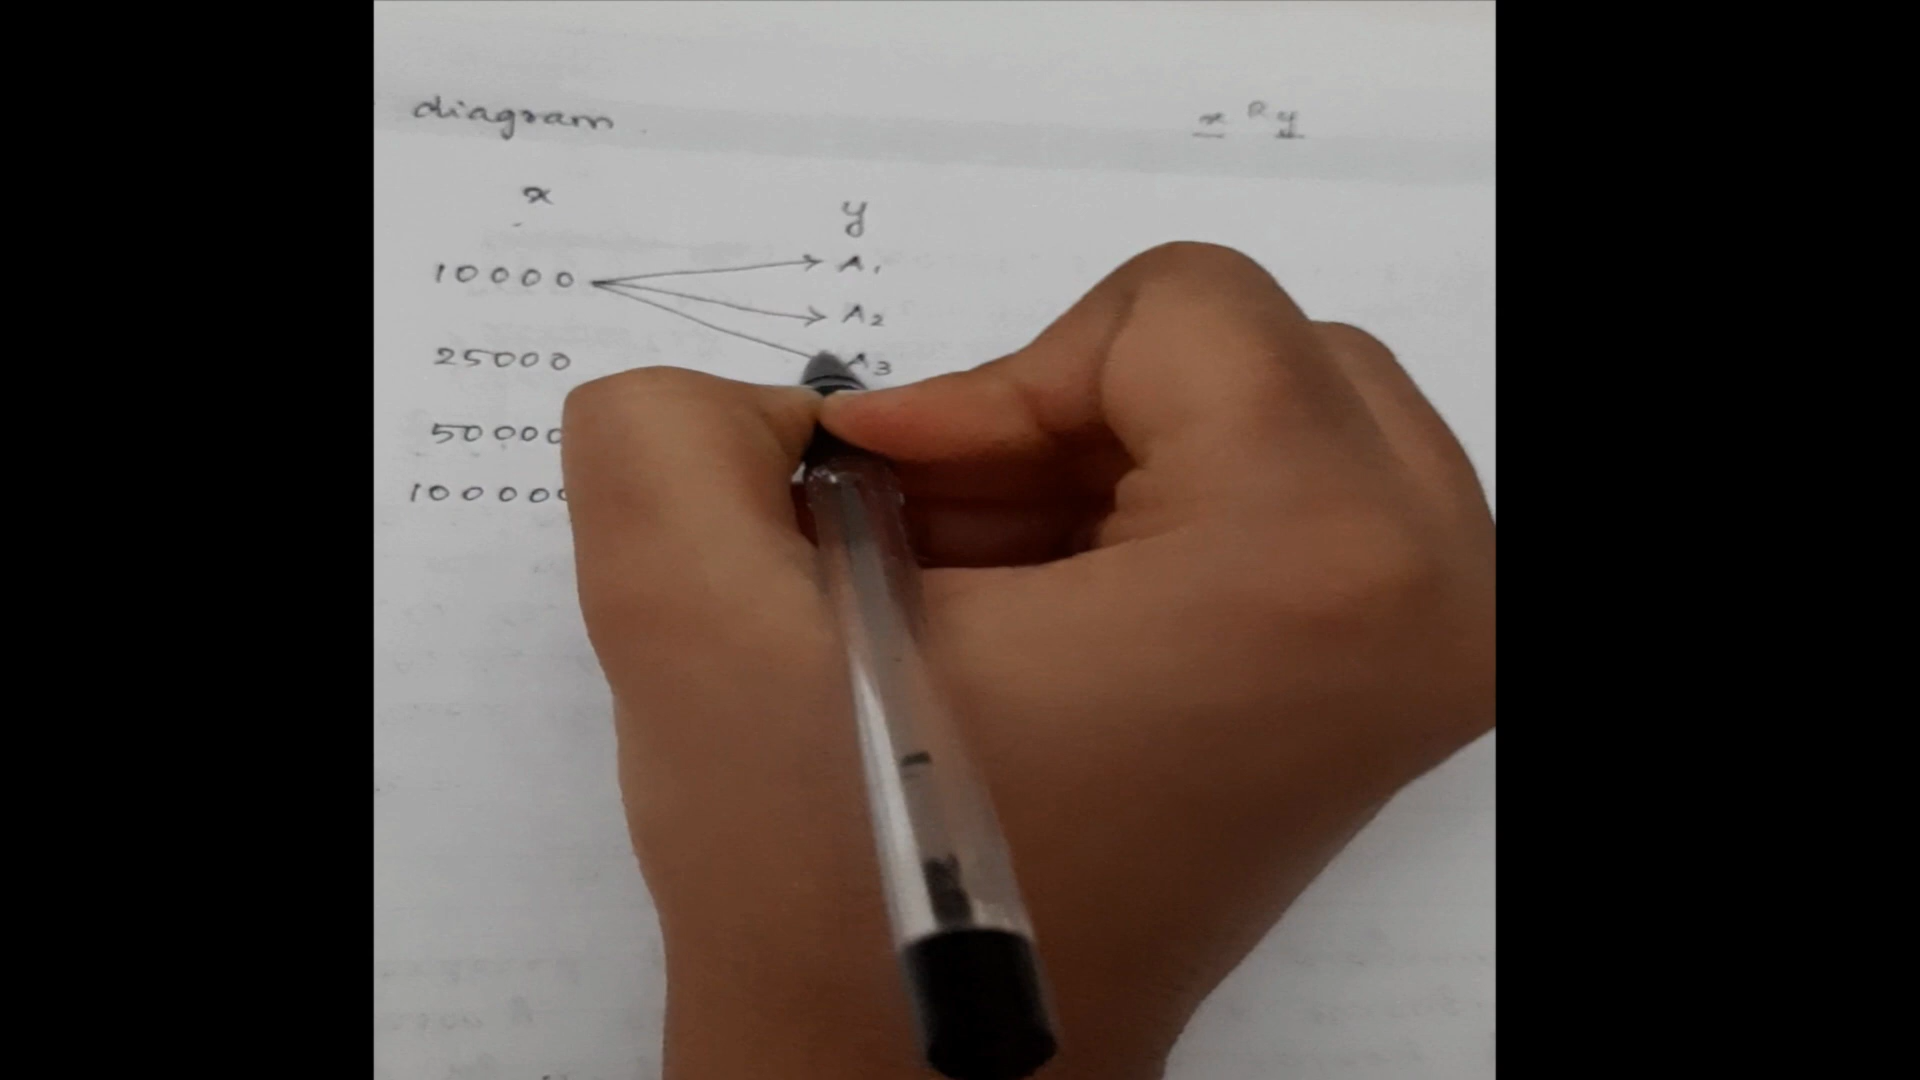 diagram
x R y
x y
10000 A1
A2
25000 A3
50000
100000